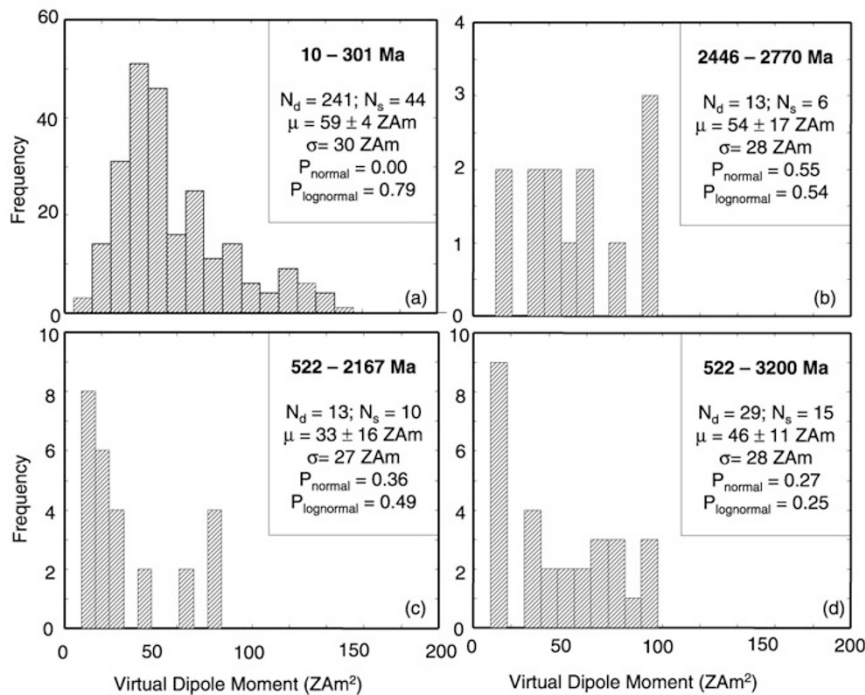 60
40
20
0
Frequency
10 – 301 Ma
N_d = 241; N_s = 44
μ = 59 ± 4 ZAm
σ= 30 ZAm
P_normal = 0.00
P_lognormal = 0.79
(a)
4
3
2
1
0
2446 – 2770 Ma
N_d = 13; N_s = 6
μ = 54 ± 17 ZAm
σ= 28 ZAm
P_normal = 0.55
P_lognormal = 0.54
(b)
10
8
6
4
2
0
Frequency
522 – 2167 Ma
N_d = 13; N_s = 10
μ = 33 ± 16 ZAm
σ= 27 ZAm
P_normal = 0.36
P_lognormal = 0.49
(c)
0 50 100 150 200
Virtual Dipole Moment (ZAm²)
10
8
6
4
2
0
522 – 3200 Ma
N_d = 29; N_s = 15
μ = 46 ± 11 ZAm
σ= 28 ZAm
P_normal = 0.27
P_lognormal = 0.25
(d)
0 50 100 150 200
Virtual Dipole Moment (ZAm²)